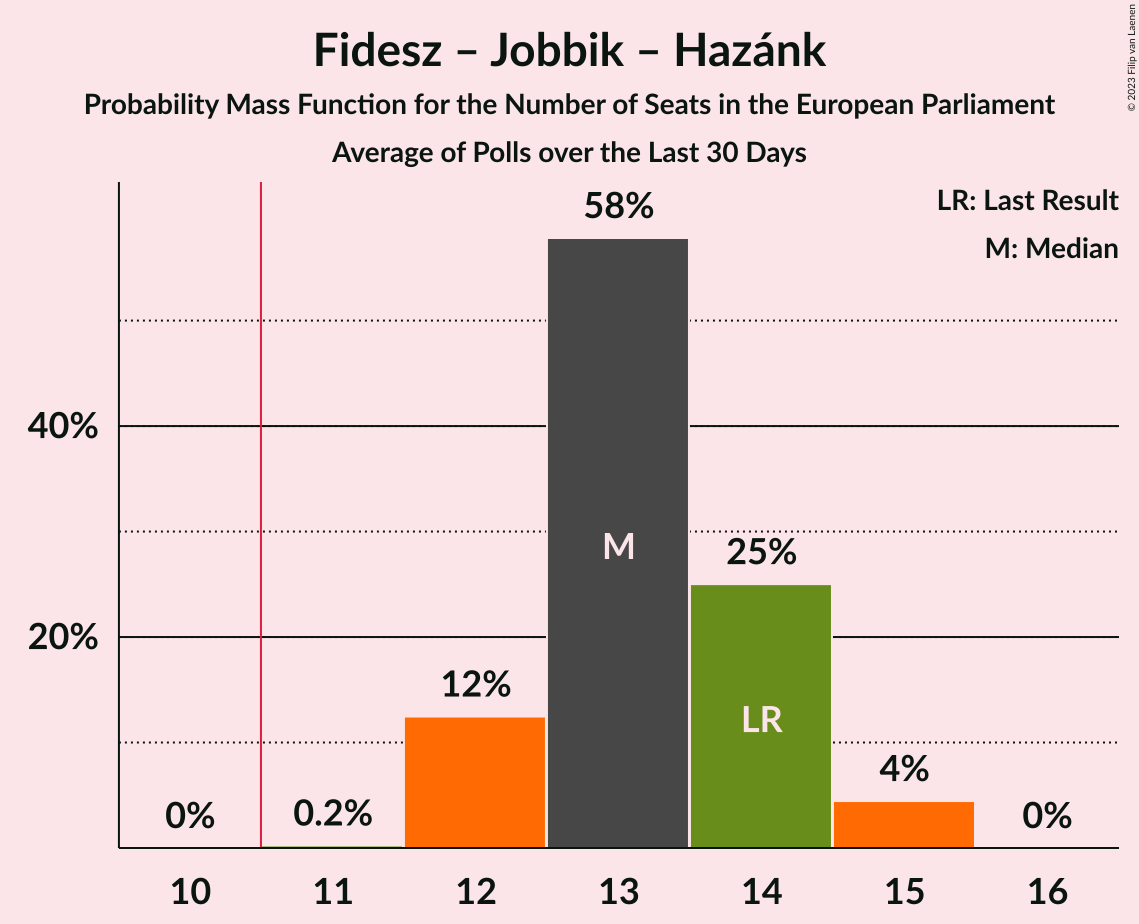 Fidesz – Jobbik – Hazánk
Probability Mass Function for the Number of Seats in the European Parliament
Average of Polls over the Last 30 Days
© 2023 Filip van Laenen
LR: Last Result
M: Median
58%
40%
M
25%
20%
12%
LR
4%
0%
0.2%
0%
10 11 12 13 14 15 16